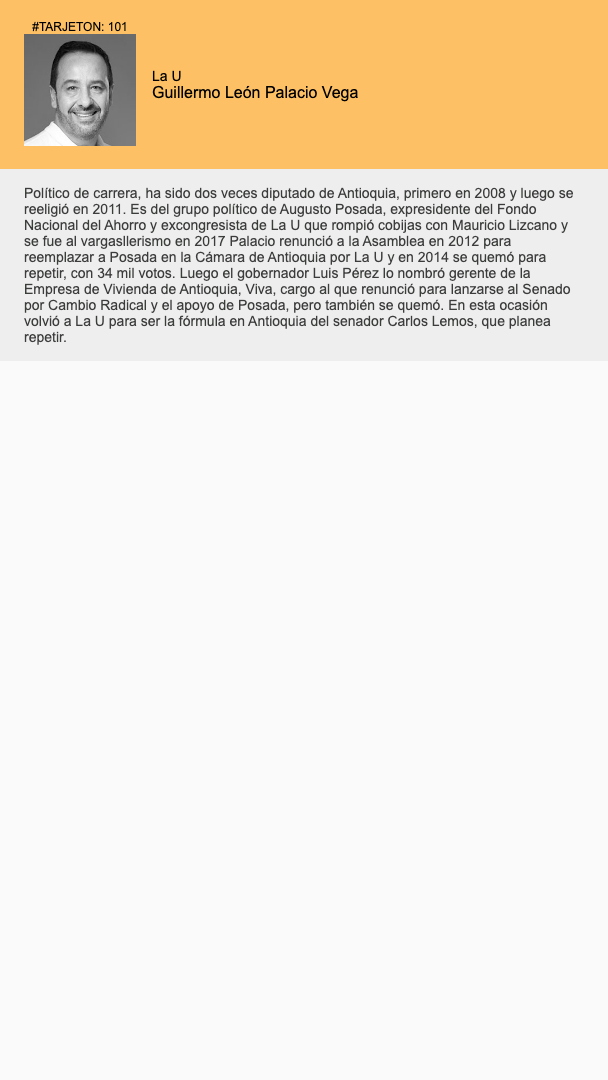 #TARJETON: 101
La U
Guillermo León Palacio Vega
Político de carrera, ha sido dos veces diputado de Antioquia, primero en 2008 y luego se
reeligió en 2011. Es del grupo político de Augusto Posada, expresidente del Fondo
Nacional del Ahorro y excongresista de La U que rompió cobijas con Mauricio Lizcano y
se fue al vargasllerismo en 2017 Palacio renunció a la Asamblea en 2012 para
reemplazar a Posada en la Cámara de Antioquia por La U y en 2014 se quemó para
repetir, con 34 mil votos. Luego el gobernador Luis Pérez lo nombró gerente de la
Empresa de Vivienda de Antioquia, Viva, cargo al que renunció para lanzarse al Senado
por Cambio Radical y el apoyo de Posada, pero también se quemó. En esta ocasión
volvió a La U para ser la fórmula en Antioquia del senador Carlos Lemos, que planea
repetir.